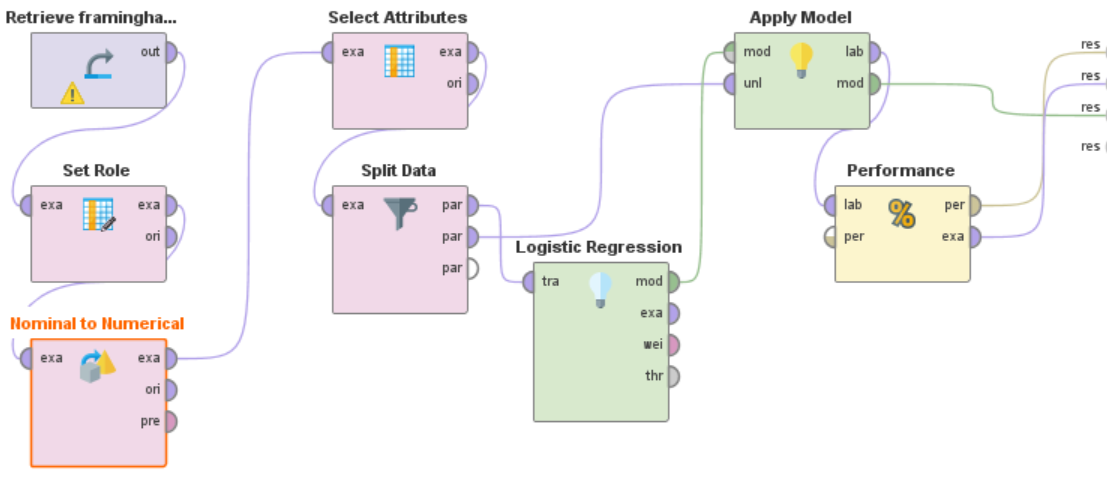 Retrieve framingha...
out
Set Role
exa exa
ori
Nominal to Numerical
exa exa
ori
pre
Select Attributes
exa exa
ori
Split Data
exa par
par
par
Logistic Regression
tra mod
exa
wei
thr
Apply Model
mod lab
unl mod
Performance
lab per
% 
per exa
res
res
res
res